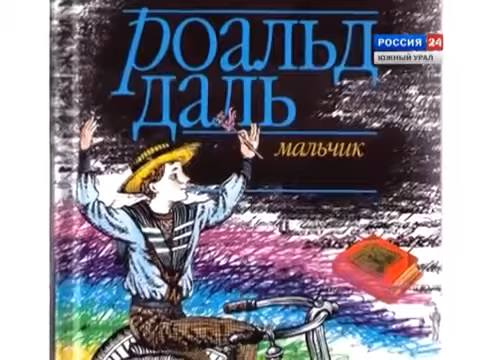 Роальд
Даль
мальчик
РОССИЯ 24
ЮЖНЫЙ УРАЛ